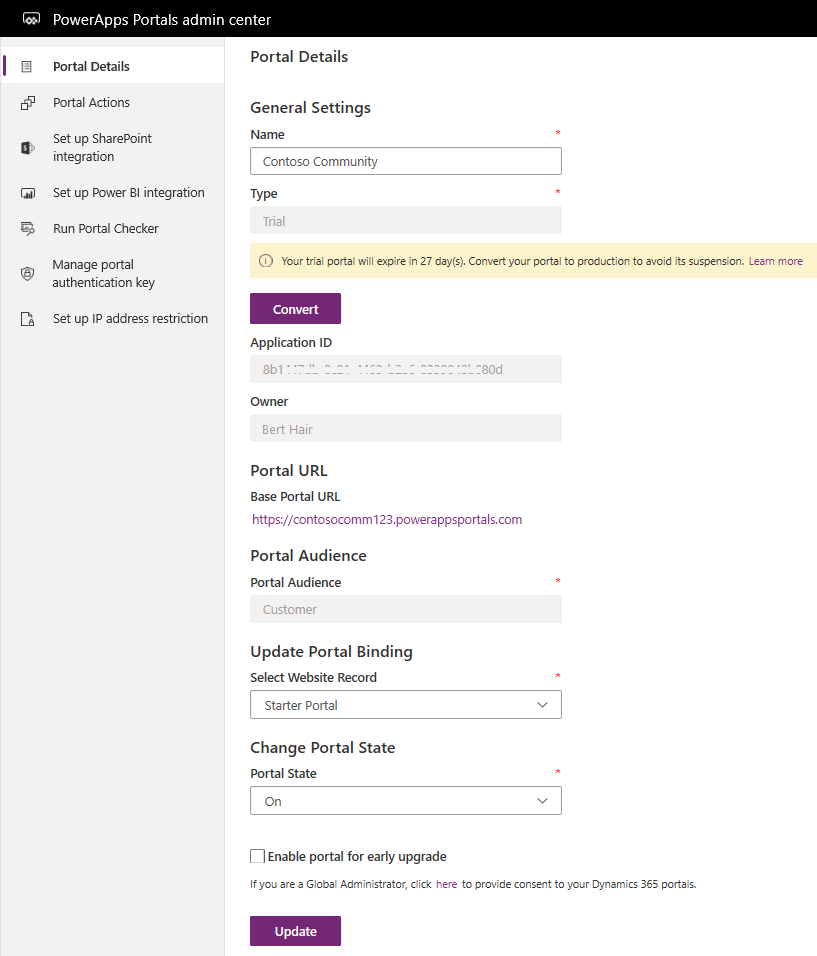 PowerApps Portals admin center
Portal Details
Portal Actions
Set up SharePoint
integration
Set up Power BI integration
Run Portal Checker
Manage portal
authentication key
Set up IP address restriction
Portal Details
General Settings
Name *
Contoso Community
Type *
Trial
Your trial portal will expire in 27 day(s). Convert your portal to production to avoid its suspension. Learn more
Convert
Application ID
Owner
Bert Hair
Portal URL
Base Portal URL
https://contosocomm123.powerappsportals.com
Portal Audience
Portal Audience *
Customer
Update Portal Binding
Select Website Record *
Starter Portal
Change Portal State
Portal State *
On
Enable portal for early upgrade
If you are a Global Administrator, click here to provide consent to your Dynamics 365 portals.
Update